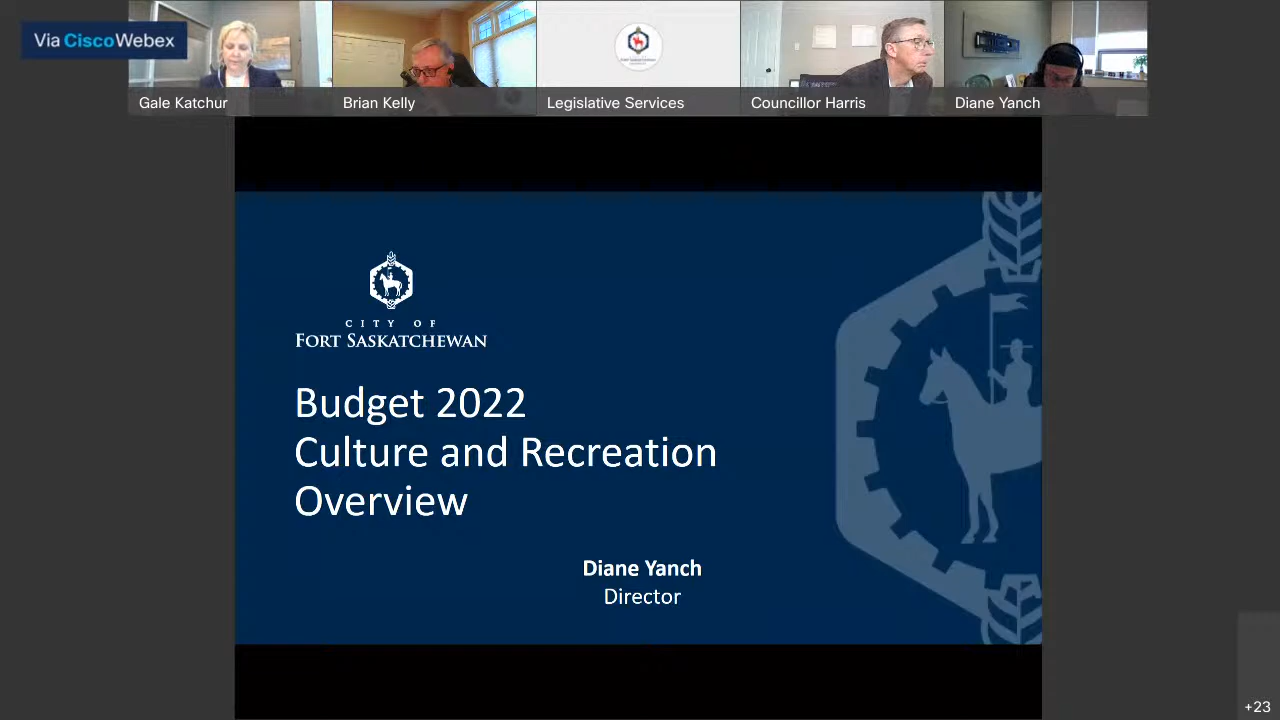 Via CiscoWebex
Gale Katchur
Brian Kelly
Legislative Services
Councillor Harris
Diane Yanch
CITY OF
FORT SASKATCHEWAN
Budget 2022
Culture and Recreation
Overview
Diane Yanch
Director
+23